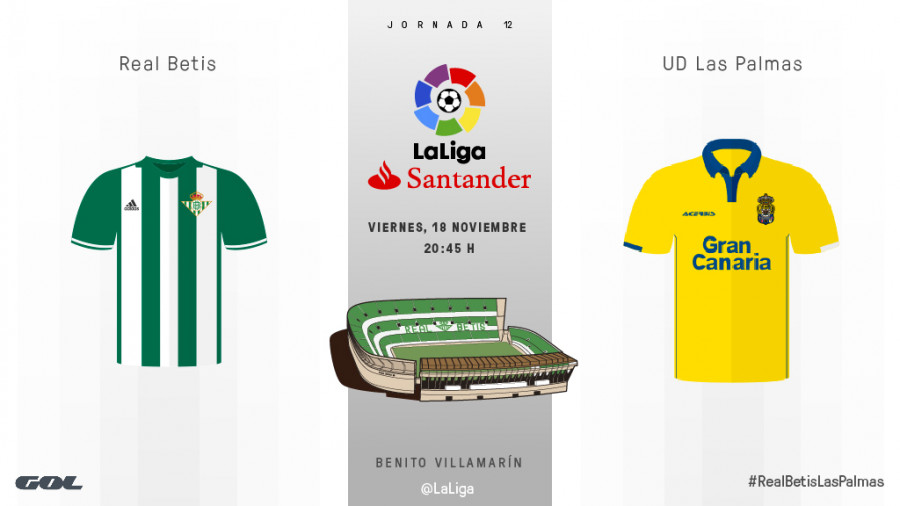 JORNADA 12
Real Betis
UD Las Palmas
LaLiga
Santander
VIERNES, 18 NOVIEMBRE
20:45 H
adidas
ACERBIS
Gran
Canaria
REAL BETIS
BENITO VILLAMARÍN
@LaLiga
GOL
#RealBetisLasPalmas